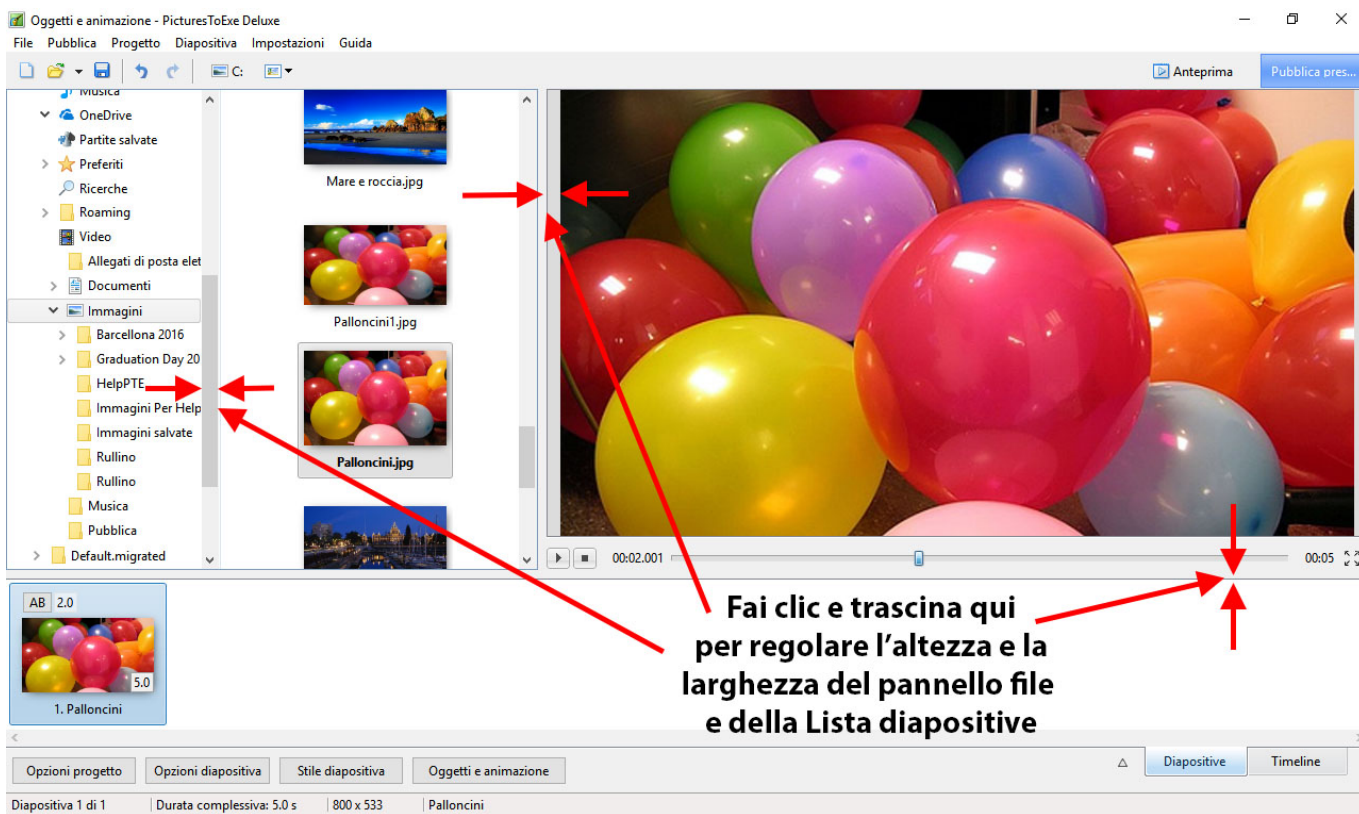 Oggetti e animazione - PicturesToExe Deluxe
File Pubblica Progetto Diapositiva Impostazioni Guida
C:
Anteprima
Pubblica pres...
Musica
OneDrive
Partite salvate
Preferiti
Ricerche
Roaming
Video
Allegati di posta elet
Documenti
Immagini
Barcellona 2016
Graduation Day 20
HelpPTE
Immagini Per Help
Immagini salvate
Rullino
Rullino
Musica
Pubblica
Default.migrated
Mare e roccia.jpg
Palloncini1.jpg
Palloncini.jpg
00:02.001
00:05
AB 2.0
5.0
1. Palloncini
Fai clic e trascina qui
per regolare l'altezza e la
larghezza del pannello file
e della Lista diapositive
Opzioni progetto
Opzioni diapositiva
Stile diapositiva
Oggetti e animazione
Diapositive
Timeline
Diapositiva 1 di 1
Durata complessiva: 5.0 s
800 x 533
Palloncini